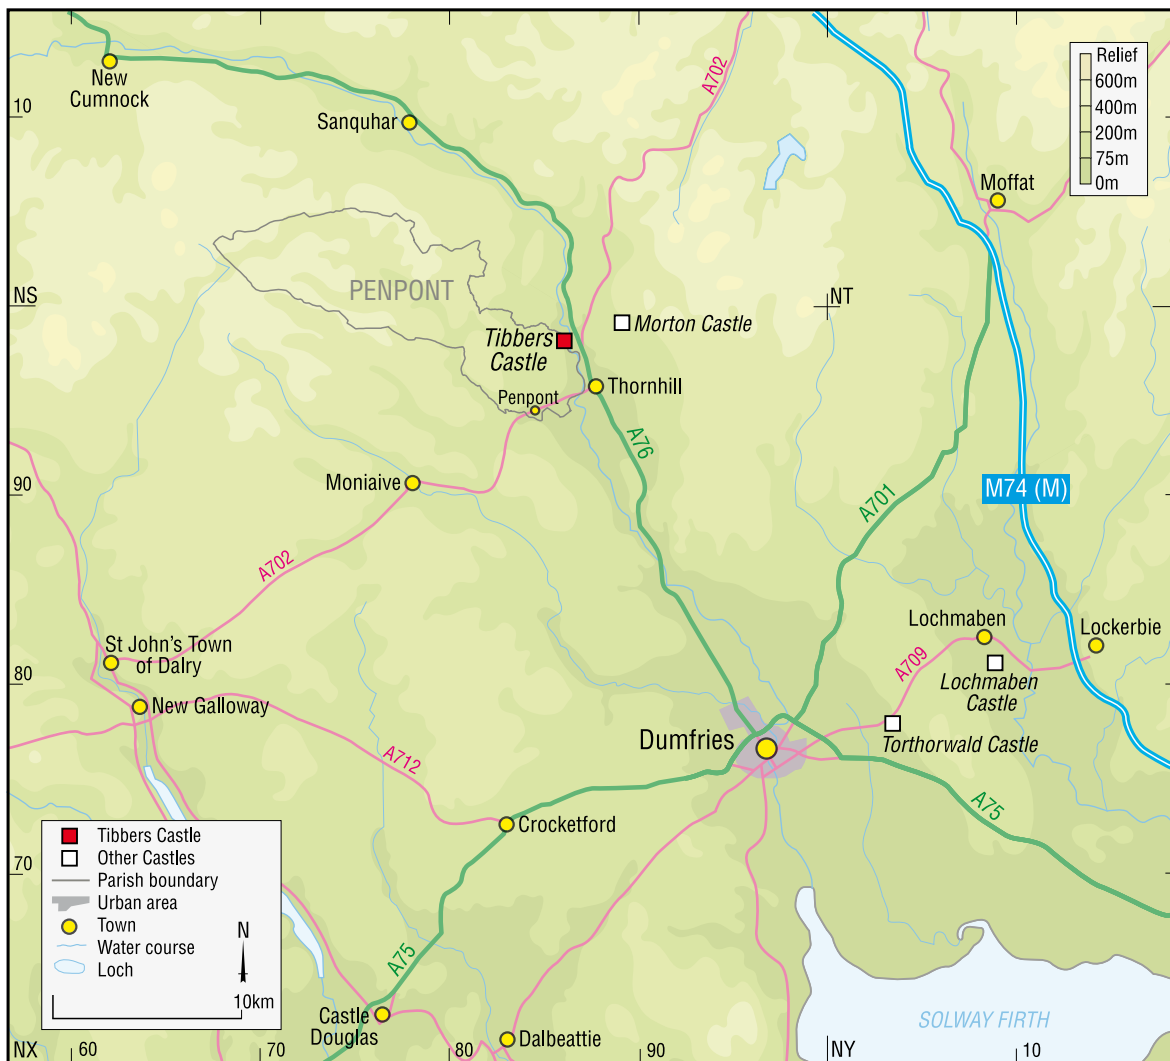 New
Cumnock
A702
Relief
600m
400m
200m
75m
0m
10
Sanquhar
Moffat
NS
PENPONT
NT
Morton Castle
Tibbers
Castle
Thornhill
Penpont
A76
Moniaive
90
M74 (M)
A701
A702
St John's Town
of Dalry
Lochmaben
Lockerbie
A709
80
Lochmaben
Castle
New Galloway
Dumfries
Torthorwald Castle
A712
A75
Crocketford
70
Tibbers Castle
Other Castles
Parish boundary
Urban area
Town
Water course
Loch
N
10km
A75
Castle
Douglas
Dalbeattie
SOLWAY FIRTH
NX
60
70
80
90
NY
10